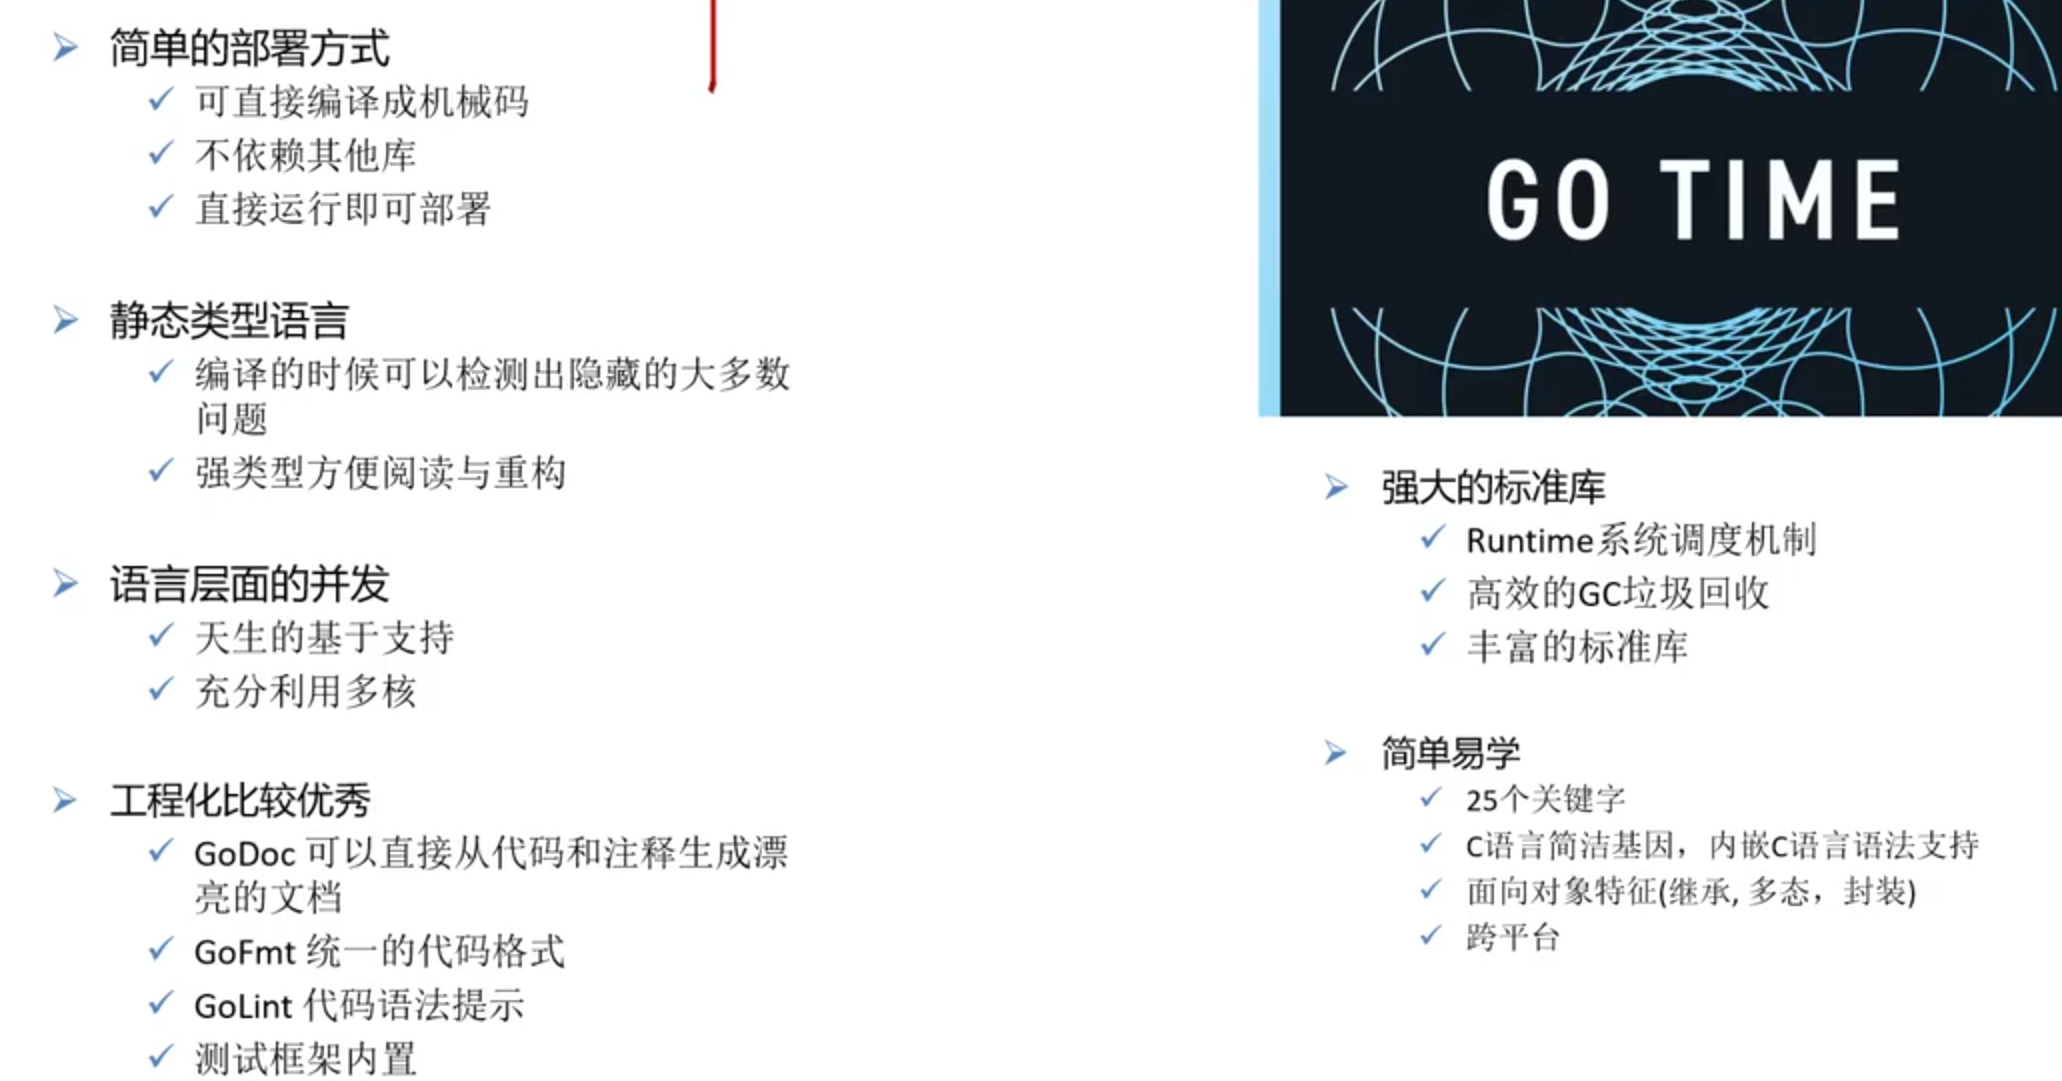 简单的部署方式
可直接编译成机械码
不依赖其他库
直接运行即可部署
静态类型语言
编译的时候可以检测出隐藏的大多数
问题
强类型方便阅读与重构
语言层面的并发
天生的基于支持
充分利用多核
工程化比较优秀
GoDoc 可以直接从代码和注释生成漂
亮的文档
GoFmt 统一的代码格式
GoLint 代码语法提示
测试框架内置
GO TIME
强大的标准库
Runtime系统调度机制
高效的GC垃圾回收
丰富的标准库
简单易学
25个关键字
C语言简洁基因，内嵌C语言语法支持
面向对象特征(继承, 多态，封装)
跨平台